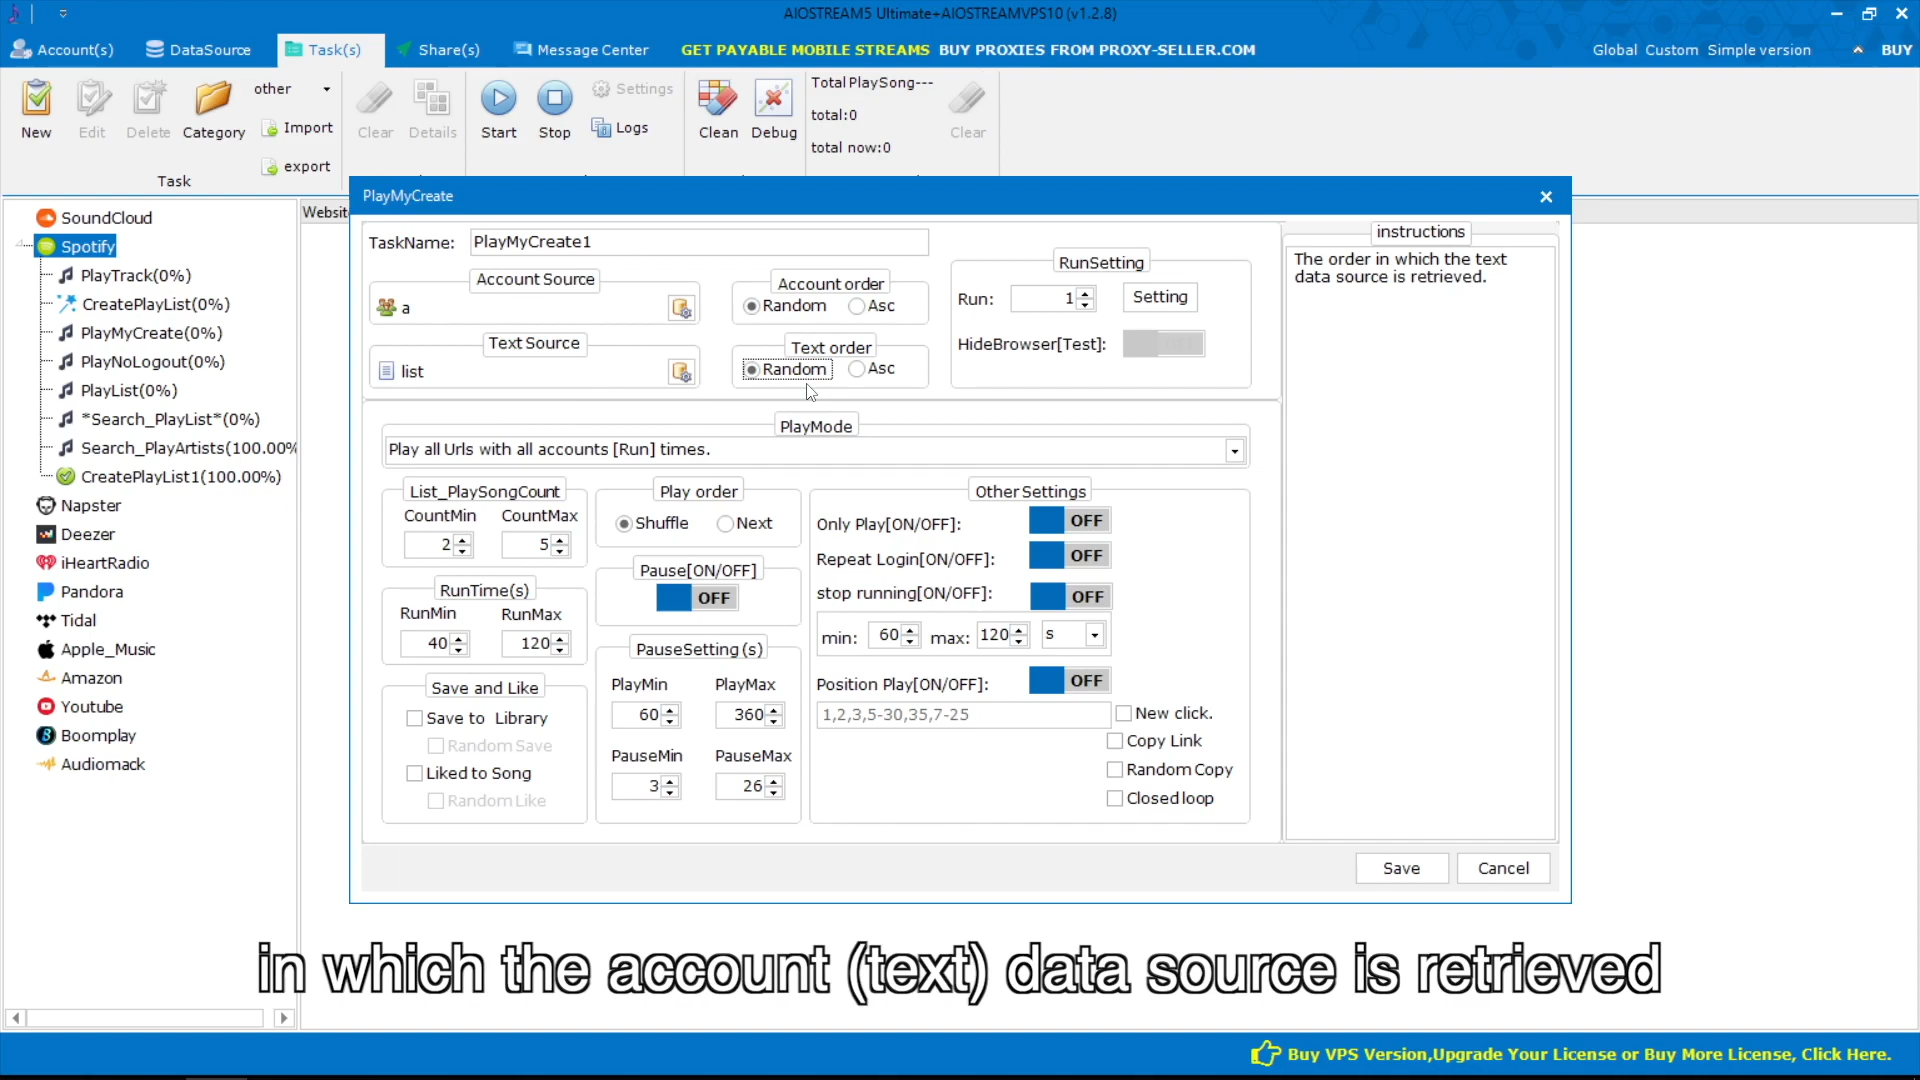 AIOSTREAM5 Ultimate+AIOSTREAMVPS10 (v1.2.8)
Account(s) DataSource Task(s) Share(s) Message Center GET PAYABLE MOBILE STREAMS BUY PROXIES FROM PROXY-SELLER.COM Global Custom Simple version BUY
New Edit Delete Category other Import export Clear Details Start Stop Settings Logs Clean Debug Total PlaySong--- total:0 total now:0 Clear
Task
SoundCloud
Spotify
PlayTrack(0%)
CreatePlayList(0%)
PlayMyCreate(0%)
PlayNoLogout(0%)
PlayList(0%)
*Search_PlayList*(0%)
Search_PlayArtists(100.00%
CreatePlayList1(100.00%)
Napster
Deezer
iHeartRadio
Pandora
Tidal
Apple_Music
Amazon
Youtube
Boomplay
Audiomack
Websit
PlayMyCreate
TaskName: PlayMyCreate1
Account Source
a
Account order
Random Asc
Text Source
list
Text order
Random Asc
RunSetting
Run: 1 Setting
HideBrowser[Test]:
instructions
The order in which the text
data source is retrieved.
PlayMode
Play all Urls with all accounts [Run] times.
List_PlaySongCount
CountMin CountMax
2 5
RunTime(s)
RunMin RunMax
40 120
Save and Like
Save to Library
Random Save
Liked to Song
Random Like
Play order
Shuffle Next
Pause[ON/OFF]
OFF
PauseSetting(s)
PlayMin PlayMax
60 360
PauseMin PauseMax
3 26
Other Settings
Only Play[ON/OFF]: OFF
Repeat Login[ON/OFF]: OFF
stop running[ON/OFF]: OFF
min: 60 max: 120 s
Position Play[ON/OFF]: OFF
1,2,3,5-30,35,7-25 New click.
Copy Link
Random Copy
Closed loop
Save Cancel
in which the account (text) data source is retrieved
Buy VPS Version,Upgrade Your License or Buy More License, Click Here.